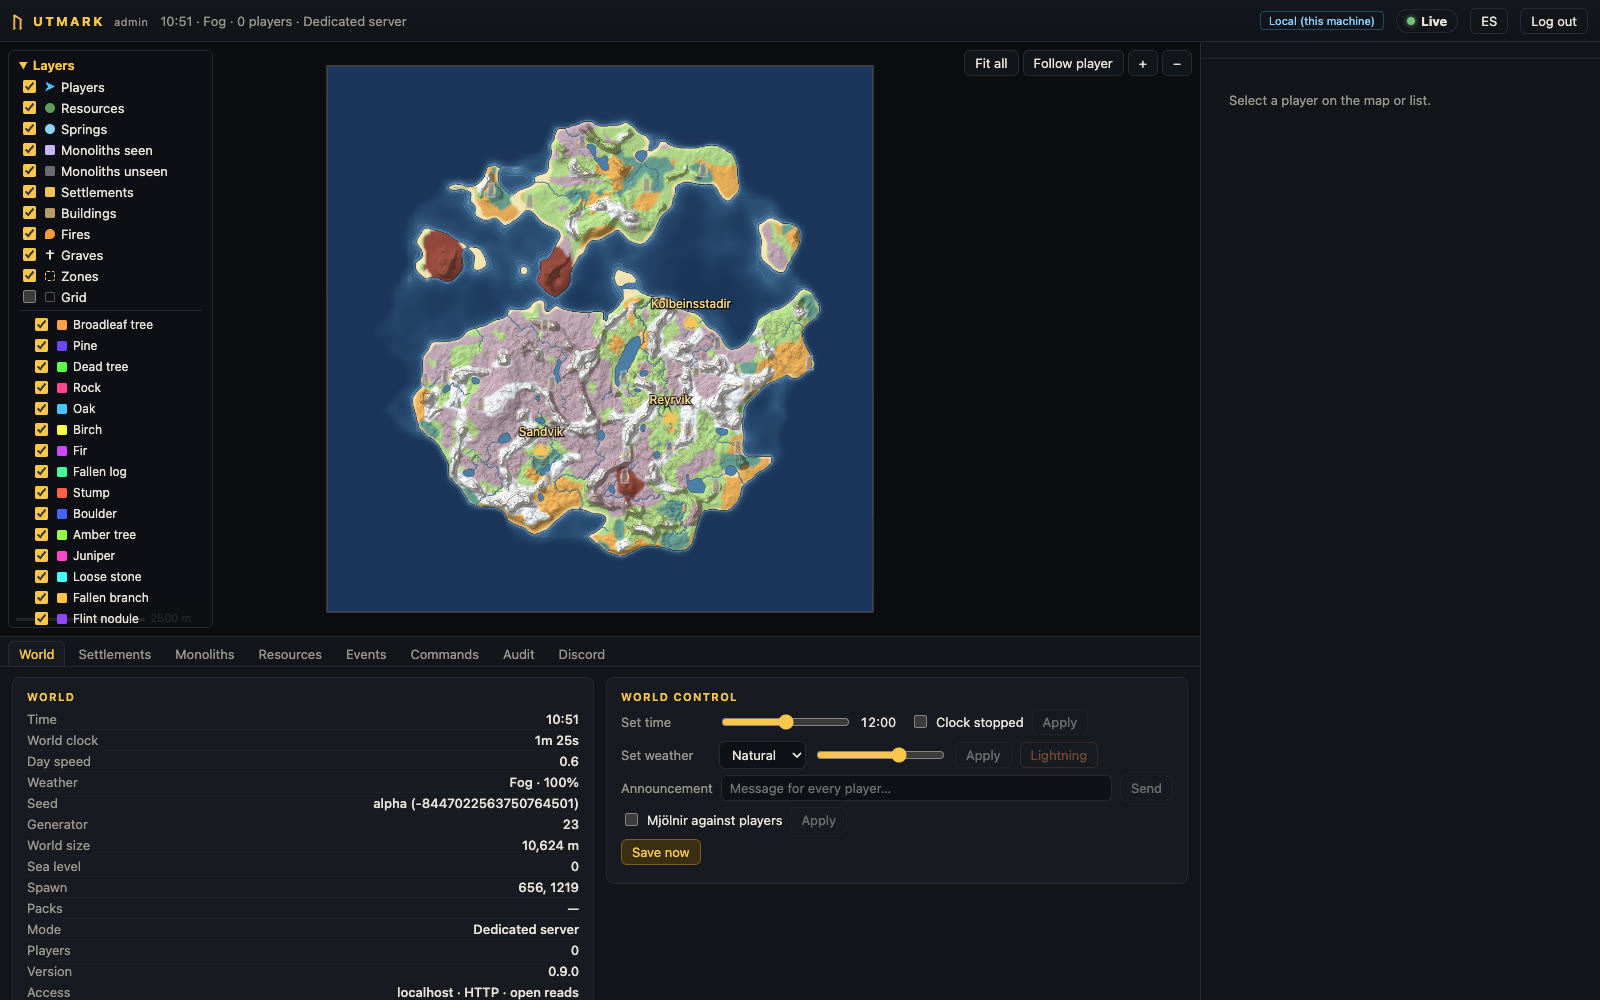 UTMARK admin 10:51 · Fog · 0 players · Dedicated server
Local (this machine) Live ES Log out
Layers
Players
Resources
Springs
Monoliths seen
Monoliths unseen
Settlements
Buildings
Fires
Graves
Zones
Grid
Broadleaf tree
Pine
Dead tree
Rock
Oak
Birch
Fir
Fallen log
Stump
Boulder
Amber tree
Juniper
Loose stone
Fallen branch
Flint nodule
2500 m
Fit all Follow player + −
Kolbeinsstadir
Reyrvik
Sandvik
Select a player on the map or list.
World Settlements Monoliths Resources Events Commands Audit Discord
WORLD
Time 10:51
World clock 1m 25s
Day speed 0.6
Weather Fog · 100%
Seed alpha (-8447022563750764501)
Generator 23
World size 10,624 m
Sea level 0
Spawn 656, 1219
Packs —
Mode Dedicated server
Players 0
Version 0.9.0
Access localhost · HTTP · open reads
WORLD CONTROL
Set time 12:00 Clock stopped Apply
Set weather Natural Apply Lightning
Announcement Message for every player... Send
Mjölnir against players Apply
Save now